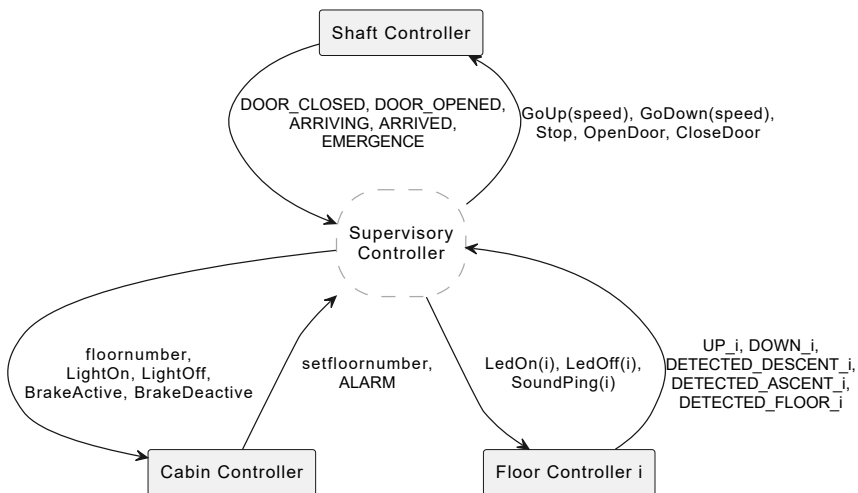 Shaft Controller
DOOR_CLOSED, DOOR_OPENED,
ARRIVING, ARRIVED,
EMERGENCE
GoUp(speed), GoDown(speed),
Stop, OpenDoor, CloseDoor
Supervisory
Controller
floornumber,
LightOn, LightOff,
BrakeActive, BrakeDeactive
setfloornumber,
ALARM
LedOn(i), LedOff(i),
SoundPing(i)
UP_i, DOWN_i,
DETECTED_DESCENT_i,
DETECTED_ASCENT_i,
DETECTED_FLOOR_i
Cabin Controller
Floor Controller i